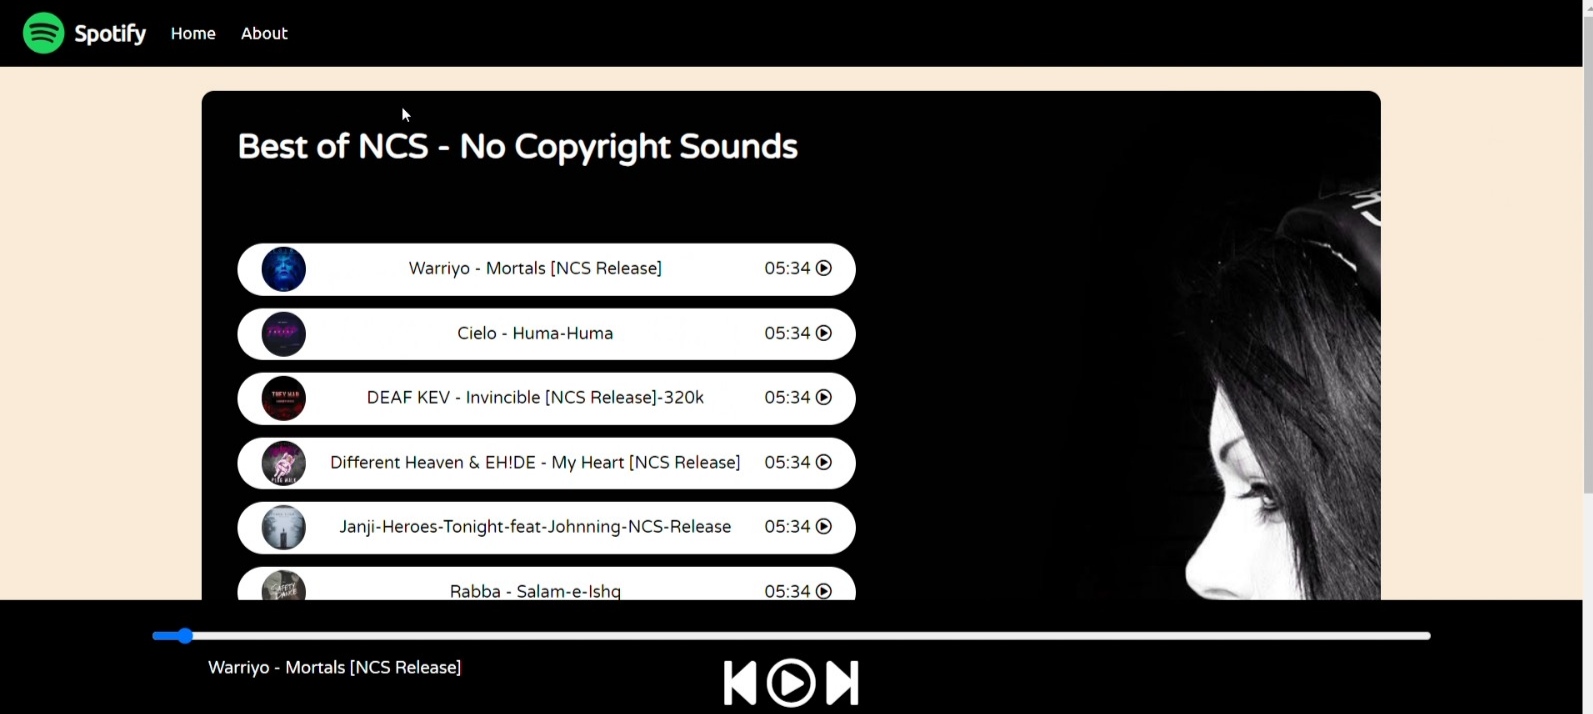 Spotify Home About
Best of NCS - No Copyright Sounds
Warriyo - Mortals [NCS Release] 05:34
Cielo - Huma-Huma 05:34
DEAF KEV - Invincible [NCS Release]-320k 05:34
Different Heaven & EH!DE - My Heart [NCS Release] 05:34
Janji-Heroes-Tonight-feat-Johnning-NCS-Release 05:34
Rabba - Salam-e-Ishq 05:34
Warriyo - Mortals [NCS Release]